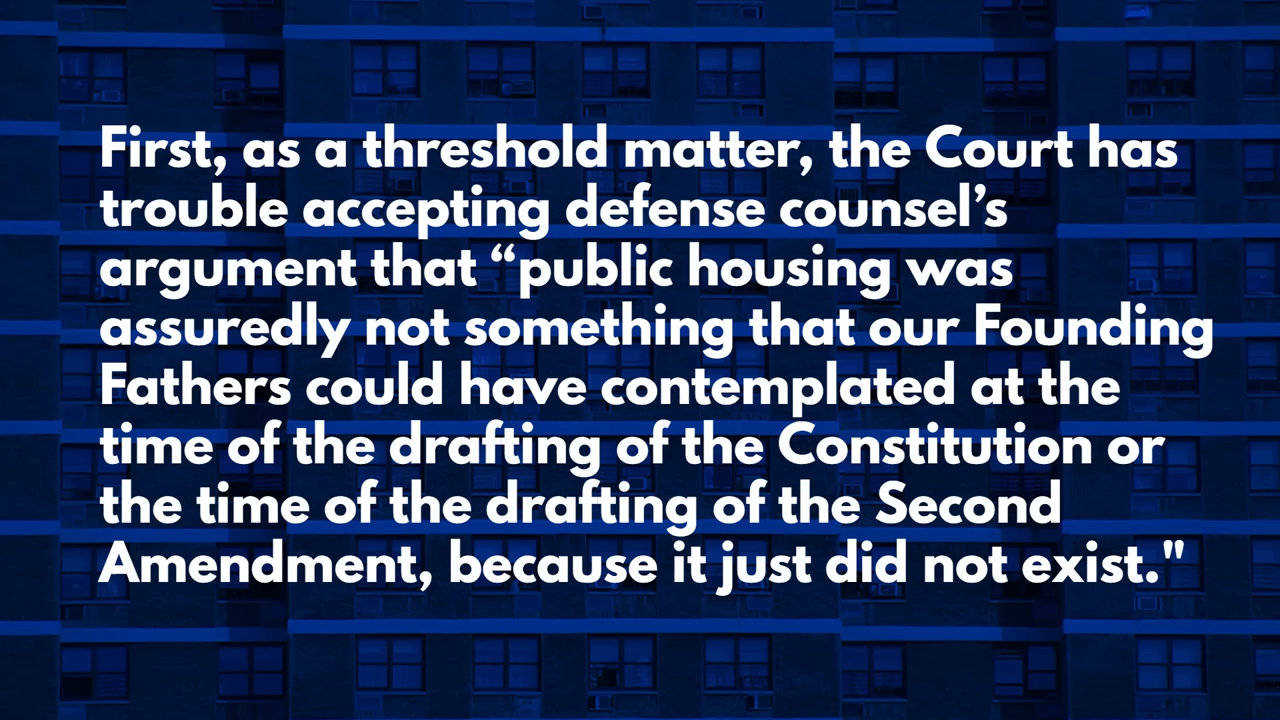 First, as a threshold matter, the Court has
trouble accepting defense counsel’s
argument that “public housing was
assuredly not something that our Founding
Fathers could have contemplated at the
time of the drafting of the Constitution or
the time of the drafting of the Second
Amendment, because it just did not exist."